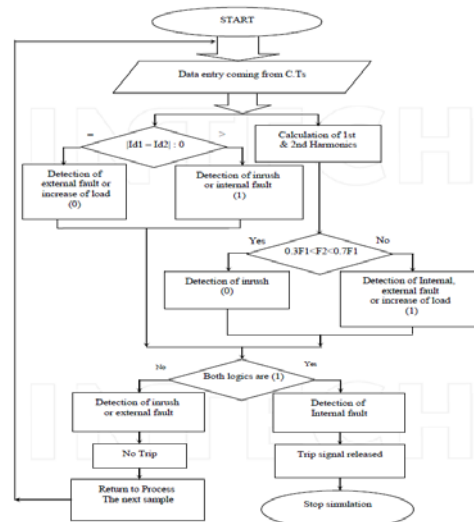 START
Data entry coming from C.Ts
=
|Id1 – Id2| : 0
>
Calculation of 1st
& 2nd Harmonics
Detection of
external fault or
increase of load
(0)
Detection of inrush
or internal fault
(1)
Yes
0.3F1<F2<0.7F1
No
Detection of inrush
(0)
Detection of Internal,
external fault
or increase of load
(1)
No
Both logics are (1)
Yes
Detection of inrush
or external fault
Detection of
Internal fault
No Trip
Trip signal released
Return to Process
The next sample
Stop simulation
INTECH
INTECH